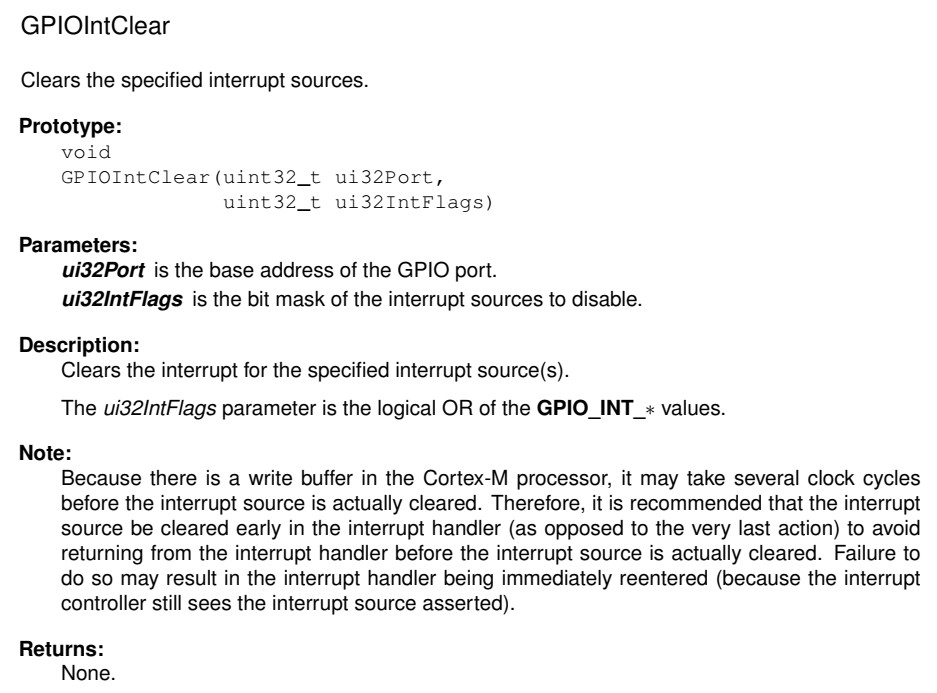 GPIOIntClear
Clears the specified interrupt sources.
Prototype:
void
GPIOIntClear(uint32_t ui32Port,
uint32_t ui32IntFlags)
Parameters:
ui32Port is the base address of the GPIO port.
ui32IntFlags is the bit mask of the interrupt sources to disable.
Description:
Clears the interrupt for the specified interrupt source(s).
The ui32IntFlags parameter is the logical OR of the GPIO_INT_∗ values.
Note:
Because there is a write buffer in the Cortex-M processor, it may take several clock cycles
before the interrupt source is actually cleared. Therefore, it is recommended that the interrupt
source be cleared early in the interrupt handler (as opposed to the very last action) to avoid
returning from the interrupt handler before the interrupt source is actually cleared. Failure to
do so may result in the interrupt handler being immediately reentered (because the interrupt
controller still sees the interrupt source asserted).
Returns:
None.